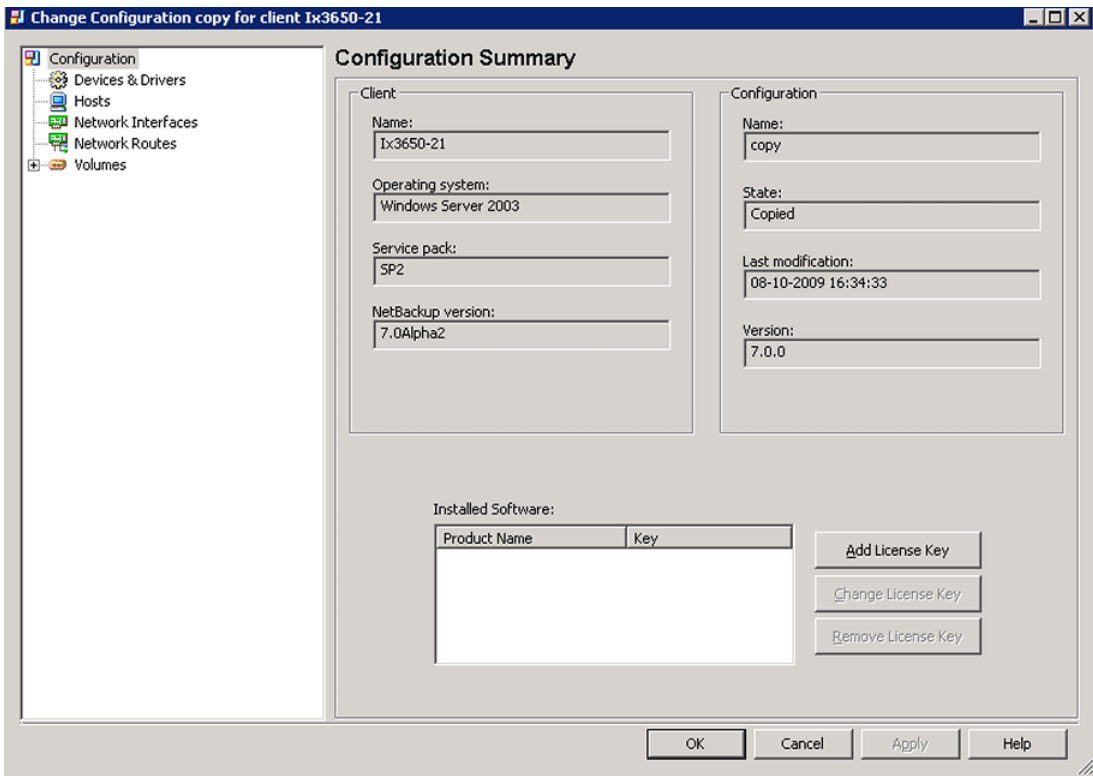 Change Configuration copy for client Ix3650-21
Configuration
Devices & Drivers
Hosts
Network Interfaces
Network Routes
Volumes
Configuration Summary
Client
Name:
Ix3650-21
Operating system:
Windows Server 2003
Service pack:
SP2
NetBackup version:
7.0Alpha2
Configuration
Name:
copy
State:
Copied
Last modification:
08-10-2009 16:34:33
Version:
7.0.0
Installed Software:
Product Name Key
Add License Key
Change License Key
Remove License Key
OK Cancel Apply Help